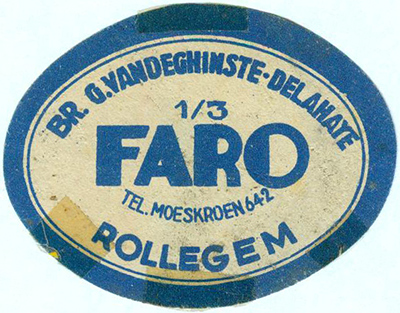 BR. G. VANDEGHINSTE-DELAHAYE
1/3
FARO
TEL. MOESKROEN 642
ROLLEGEM